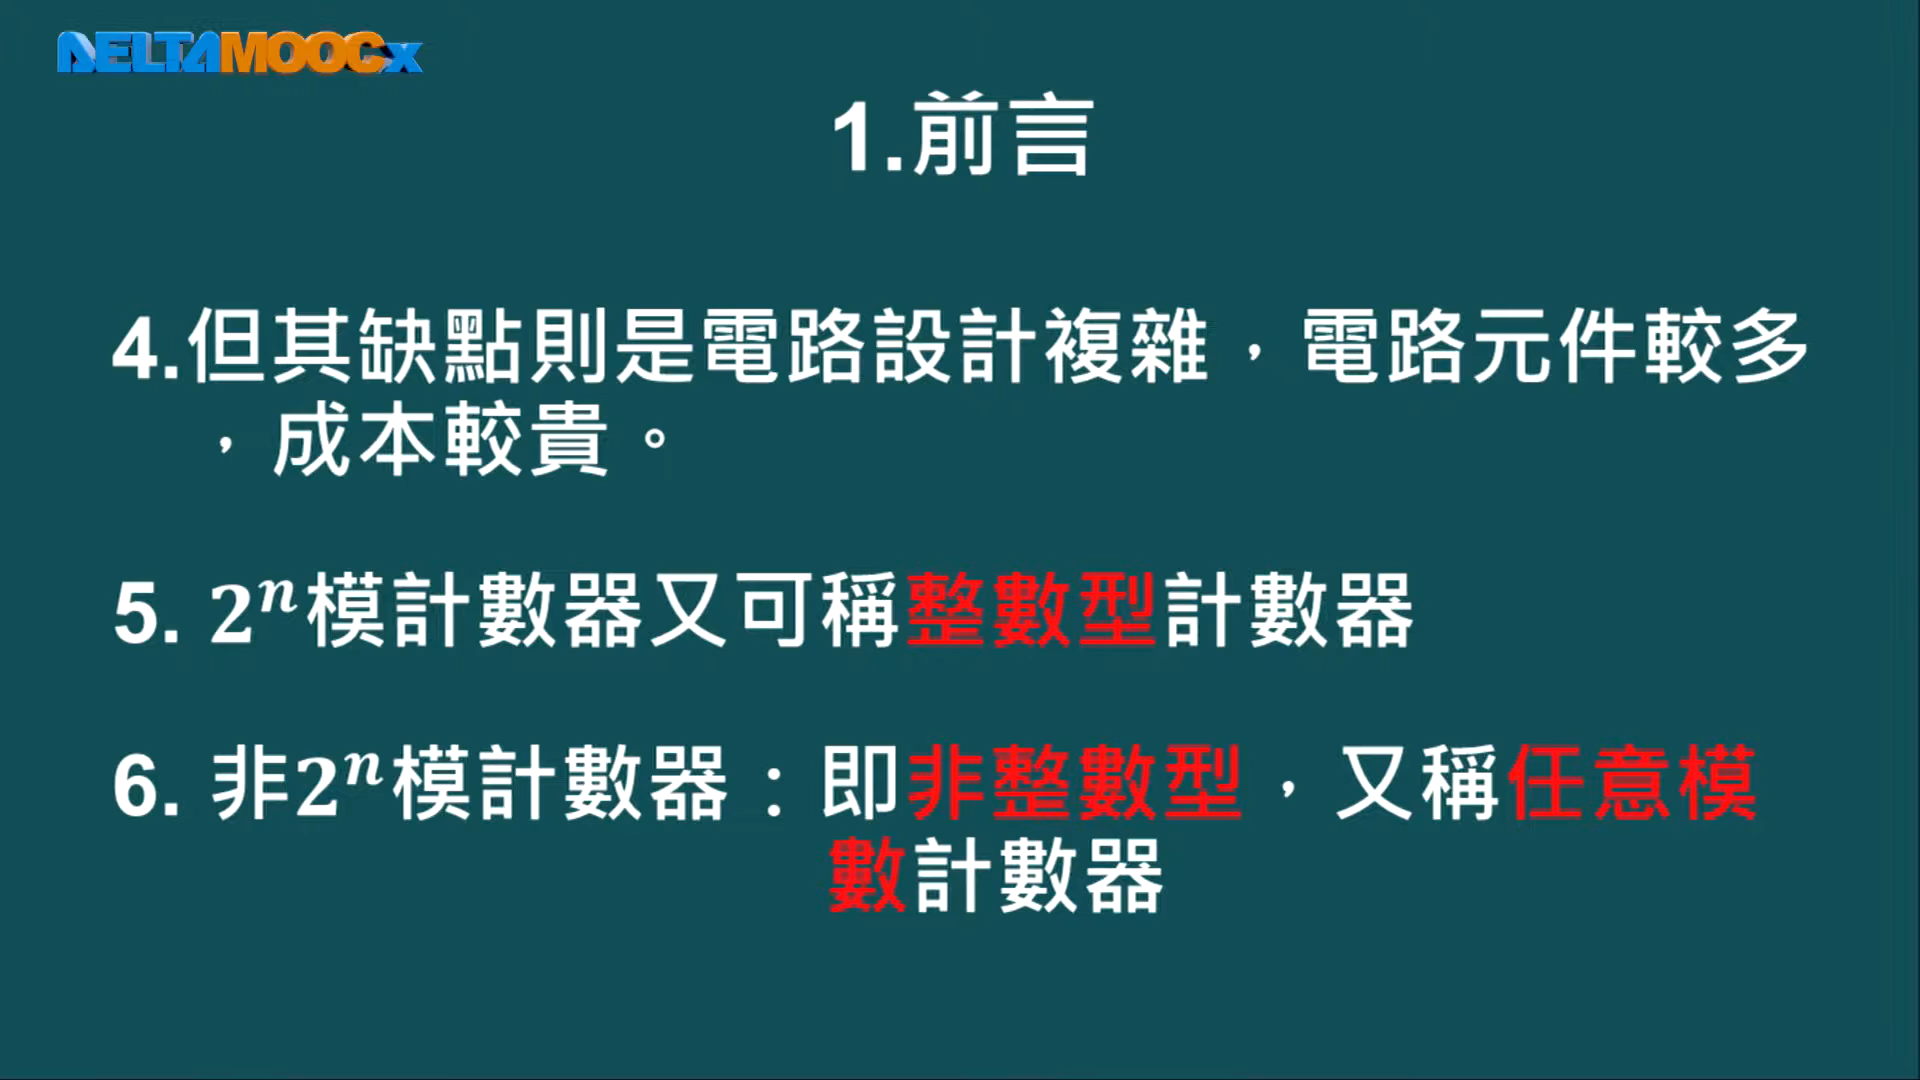 DELTAMOOCx
1.前言
4.但其缺點則是電路設計複雜，電路元件較多
，成本較貴。
5. 2ⁿ模計數器又可稱整數型計數器
6. 非2ⁿ模計數器：即非整數型，又稱任意模
數計數器